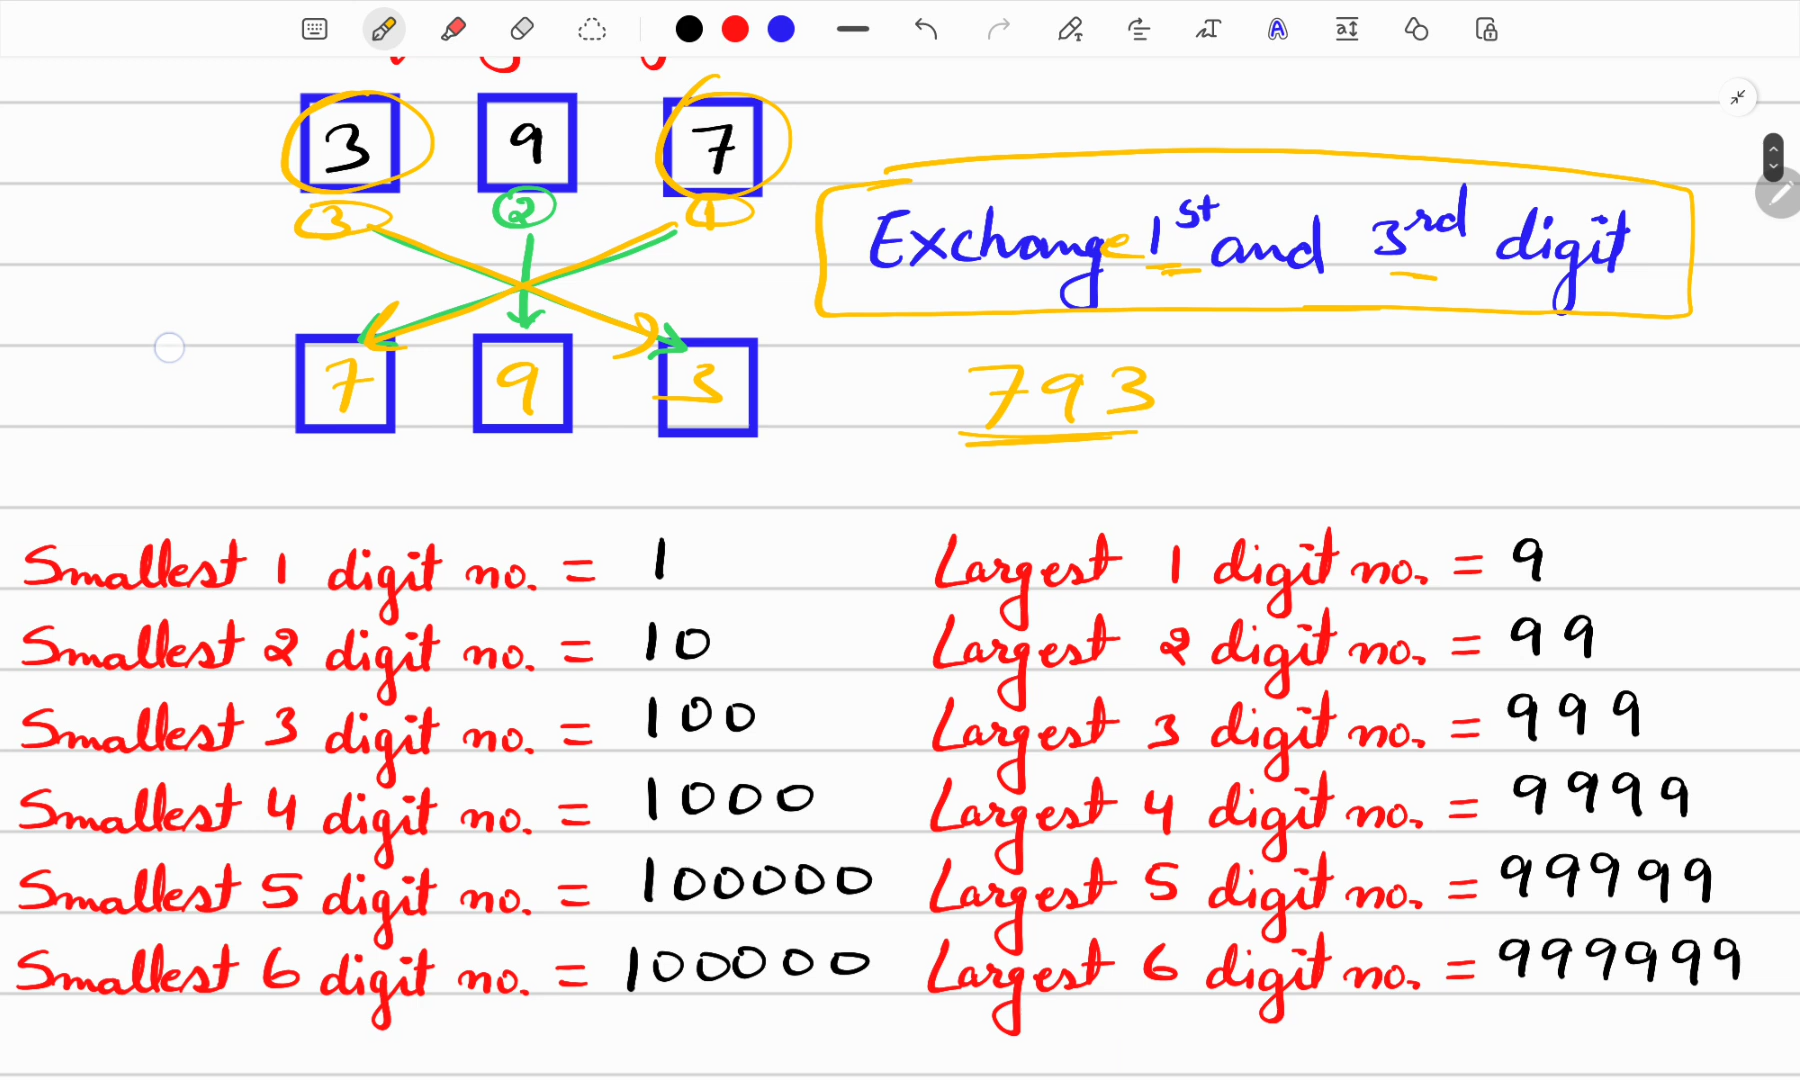 3 9 7
3 2 1
Exchange 1st and 3rd digit
7 9 3
793
Smallest 1 digit no. = 1
Largest 1 digit no. = 9
Smallest 2 digit no. = 10
Largest 2 digit no. = 99
Smallest 3 digit no. = 100
Largest 3 digit no. = 999
Smallest 4 digit no. = 1000
Largest 4 digit no. = 9999
Smallest 5 digit no. = 100000
Largest 5 digit no. = 99999
Smallest 6 digit no. = 100000
Largest 6 digit no. = 999999